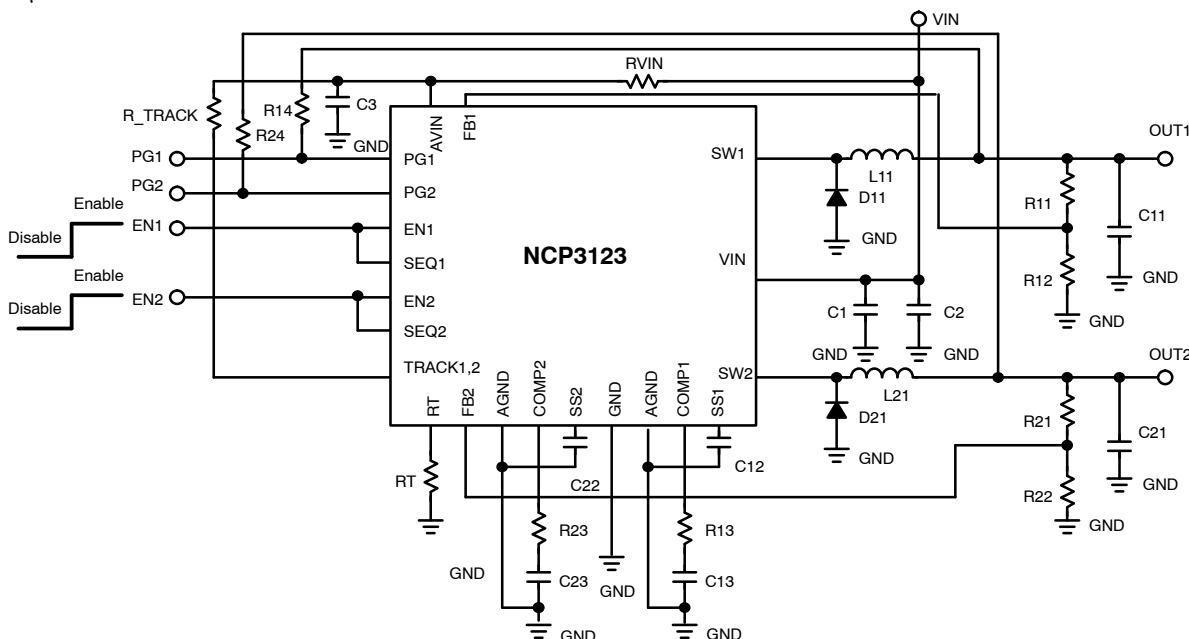 VIN
RVIN
R_TRACK
R14
C3
R24
GND
AVIN
FB1
OUT1
PG1
PG1
SW1
L11
PG2
PG2
D11
R11
C11
Enable
EN1
EN1
Disable
GND
SEQ1
NCP3123
VIN
R12
GND
Enable
EN2
EN2
C1
C2
Disable
SEQ2
GND
GND
GND
OUT2
TRACK1,2
SW2
L21
RT
FB2
AGND
COMP2
SS2
GND
AGND
COMP1
SS1
D21
R21
C21
GND
RT
C22
C12
R22
GND
GND
R23
R13
GND
C23
GND
C13
GND
GND